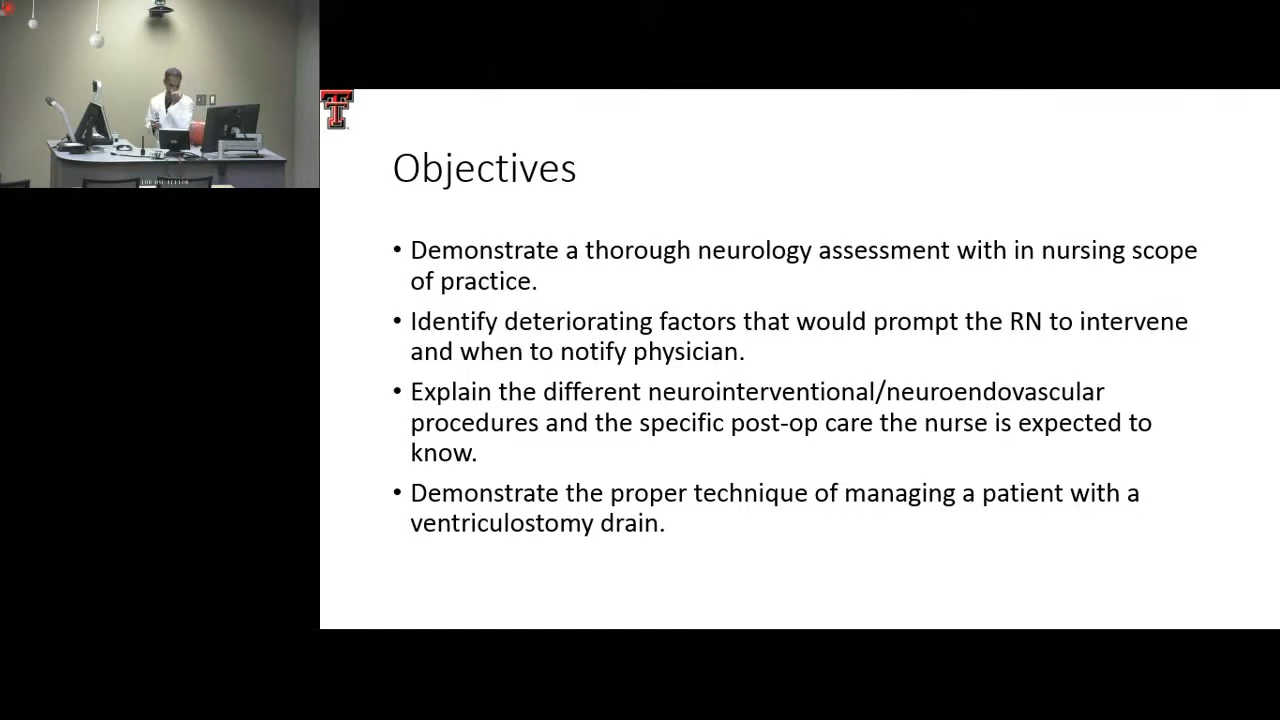 Objectives
• Demonstrate a thorough neurology assessment with in nursing scope
of practice.
• Identify deteriorating factors that would prompt the RN to intervene
and when to notify physician.
• Explain the different neurointerventional/neuroendovascular
procedures and the specific post-op care the nurse is expected to
know.
• Demonstrate the proper technique of managing a patient with a
ventriculostomy drain.